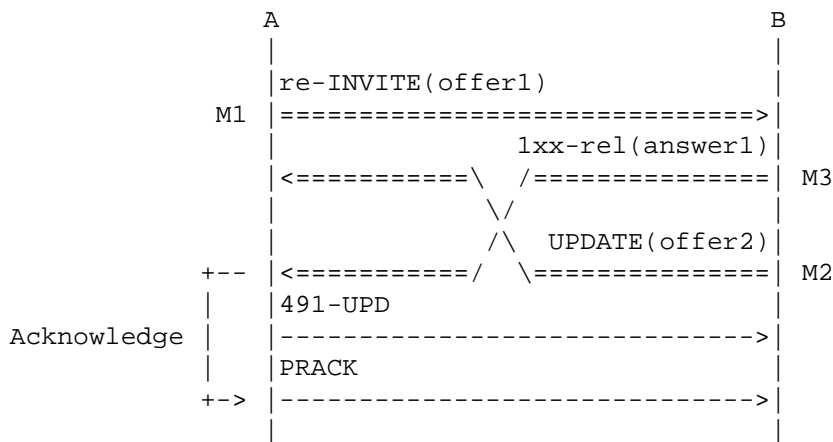 A B
re-INVITE(offer1)
M1 |==============================>|
1xx-rel(answer1)
|<===========\ /===============| M3
\/
/\ UPDATE(offer2)
+-- |<===========/ \===============| M2
| |491-UPD
Acknowledge | |------------------------------>|
| |PRACK
+-> |------------------------------>|